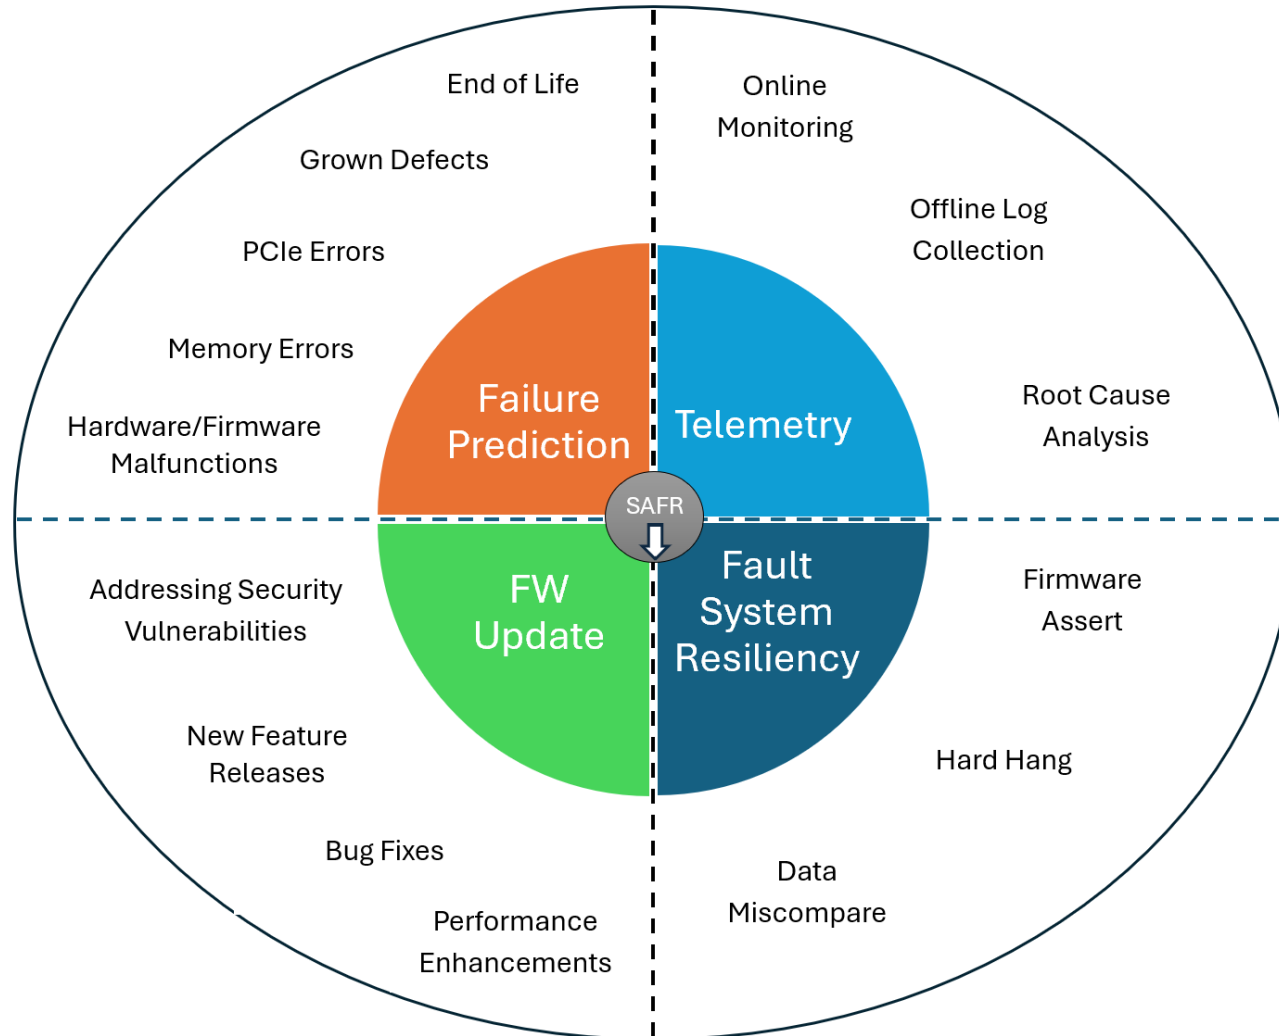 End of Life
Grown Defects
PCIe Errors
Memory Errors
Hardware/Firmware
Malfunctions
Online
Monitoring
Offline Log
Collection
Root Cause
Analysis
Failure
Prediction
Telemetry
SAFR
FW
Update
Fault
System
Resiliency
Addressing Security
Vulnerabilities
New Feature
Releases
Bug Fixes
Performance
Enhancements
Firmware
Assert
Hard Hang
Data
Miscompare